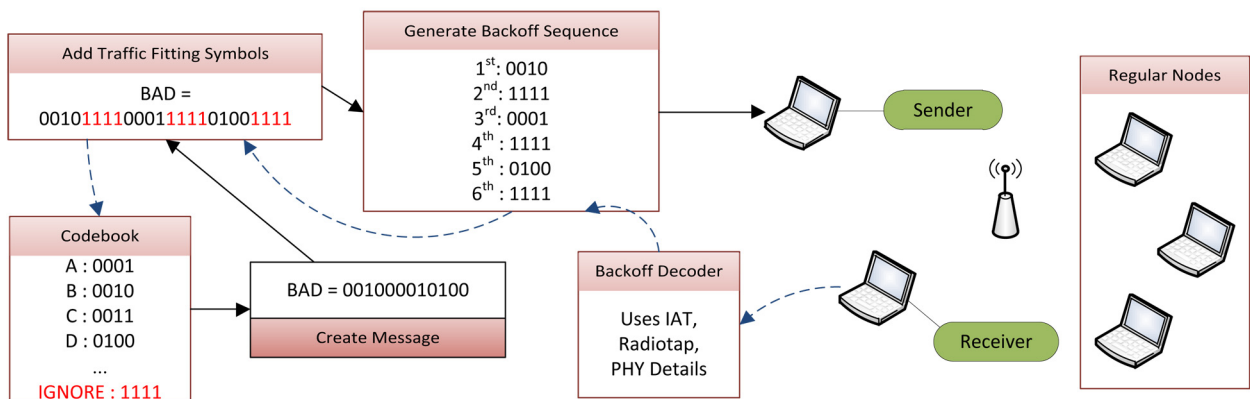 Add Traffic Fitting Symbols
BAD =
001011110001111101001111
Generate Backoff Sequence
1st: 0010
2nd: 1111
3rd: 0001
4th : 1111
5th: 0100
6th : 1111
Sender
Regular Nodes
Codebook
A : 0001
B : 0010
C : 0011
D : 0100
...
IGNORE : 1111
BAD = 001000010100
Create Message
Backoff Decoder
Uses IAT,
Radiotap,
PHY Details
Receiver